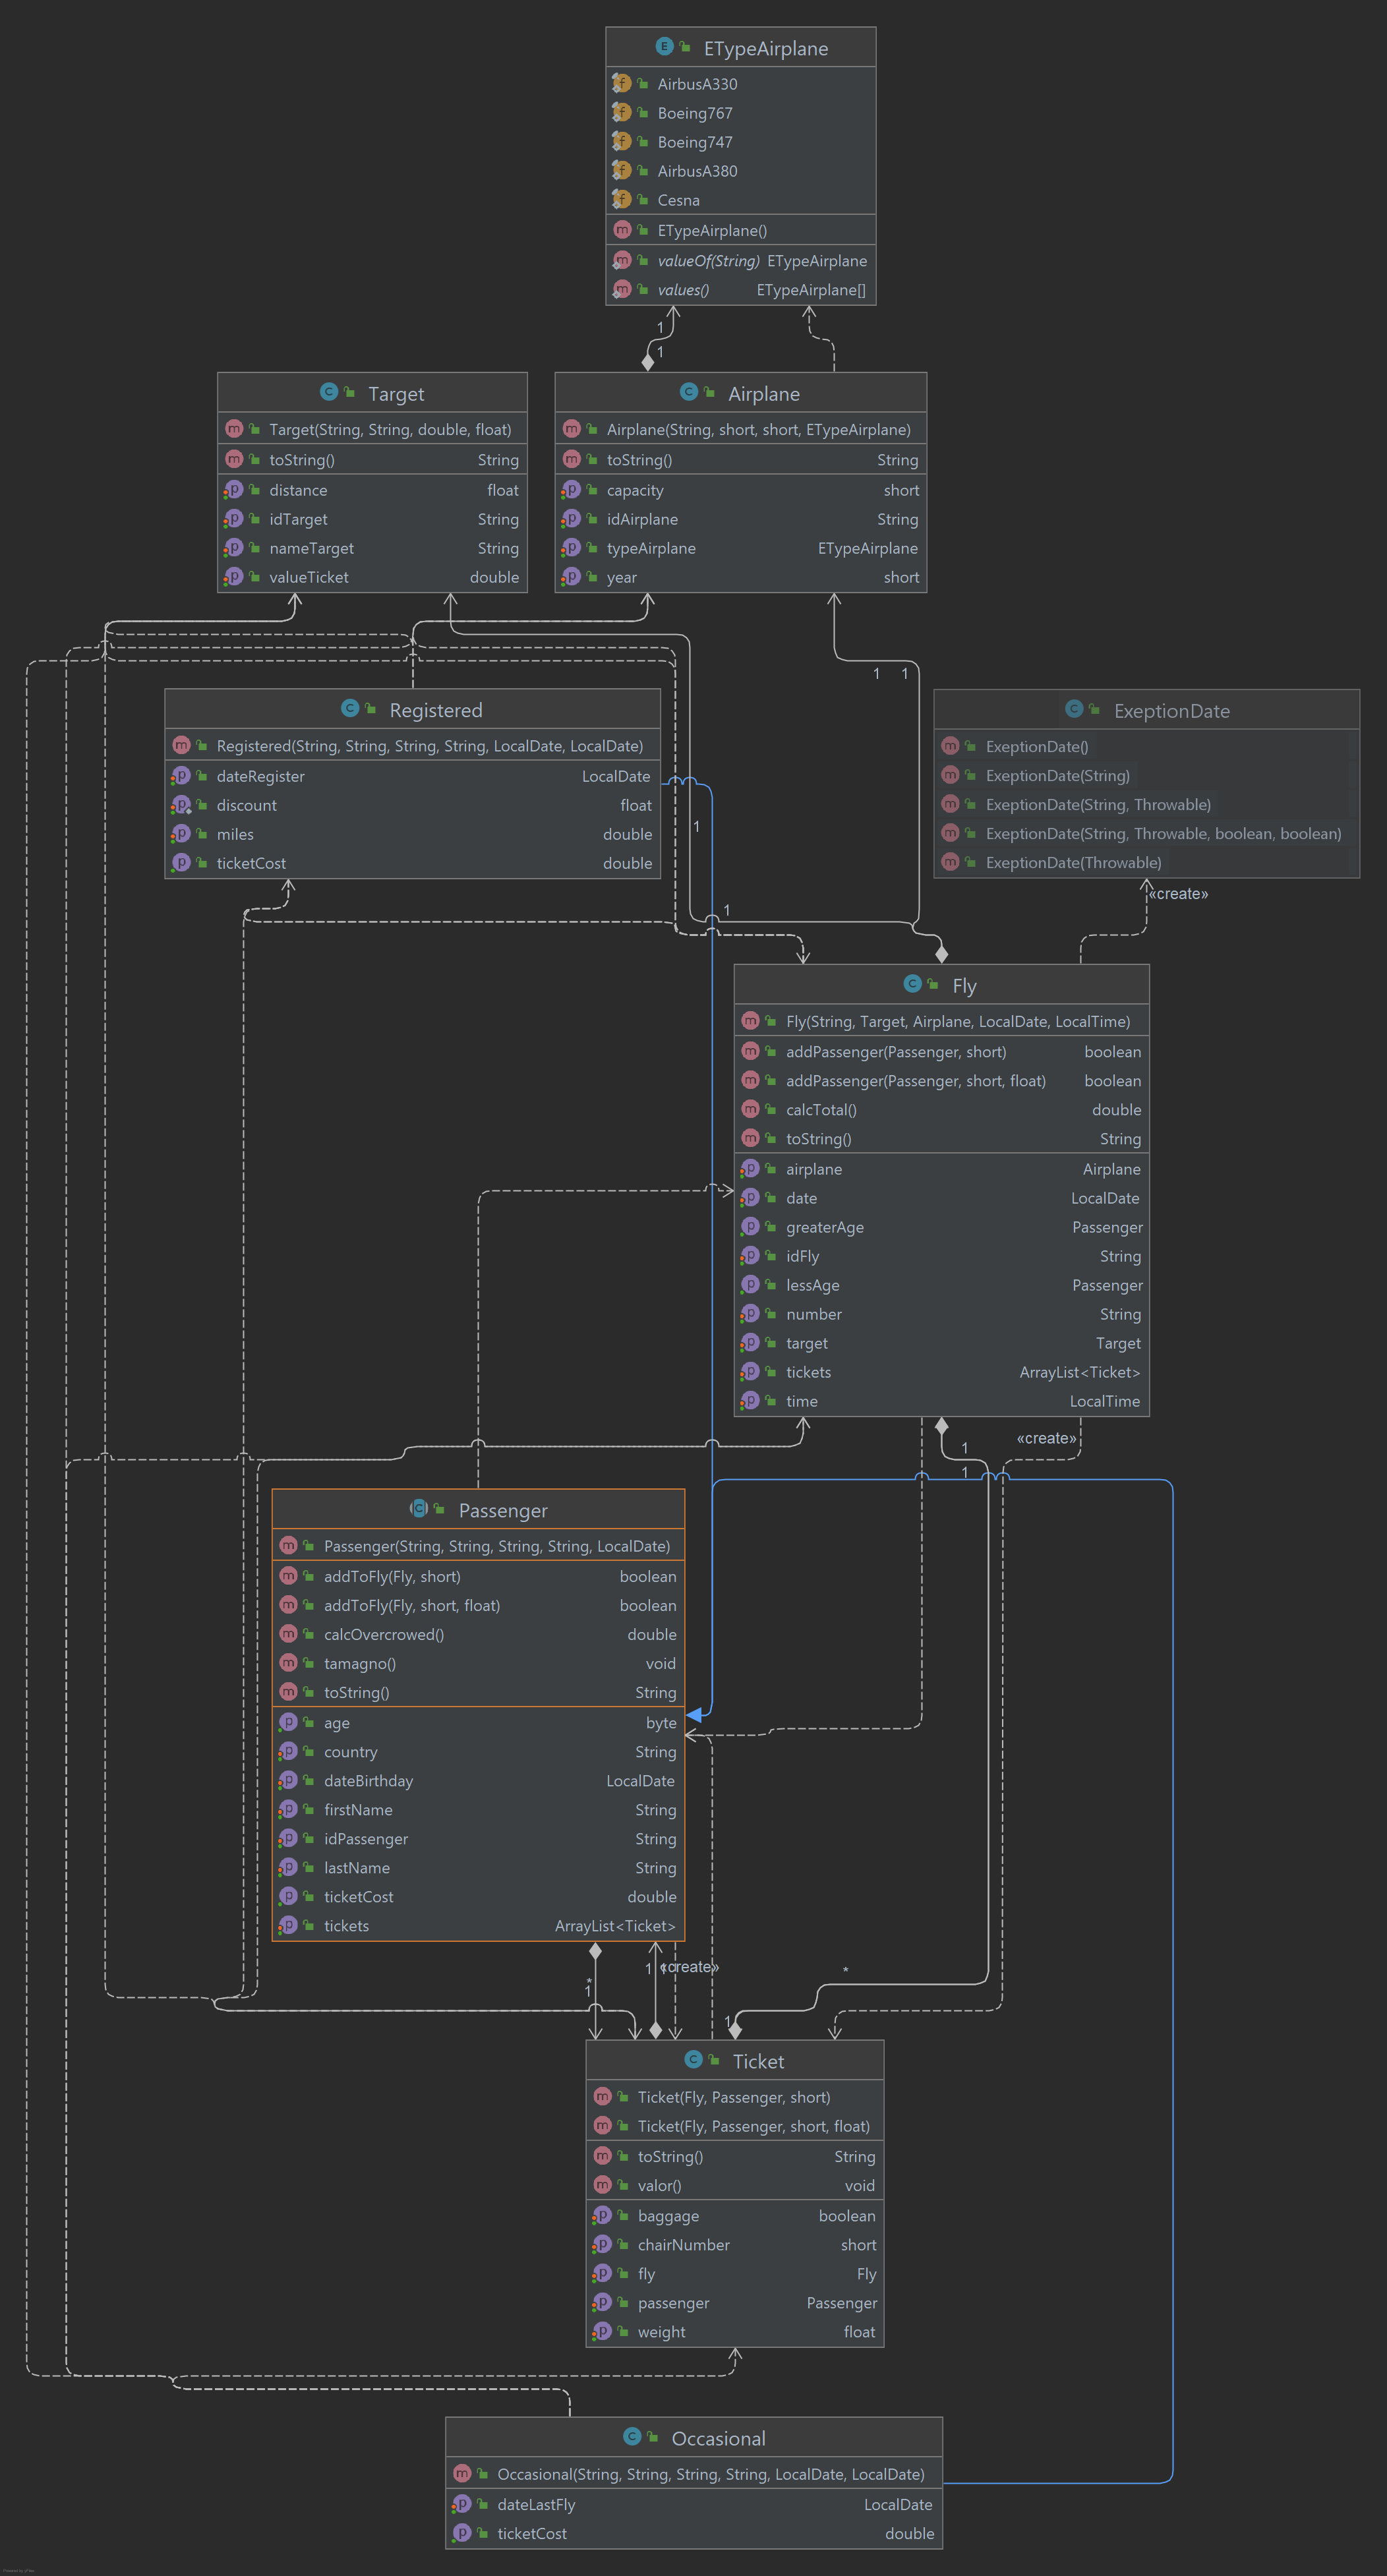 ETypeAirplane
AirbusA330
Boeing767
Boeing747
AirbusA380
Cesna
ETypeAirplane()
valueOf(String) ETypeAirplane
values() ETypeAirplane[]
1
1
Target
Target(String, String, double, float)
toString() String
distance float
idTarget String
nameTarget String
valueTicket double
Airplane
Airplane(String, short, short, ETypeAirplane)
toString() String
capacity short
idAirplane String
typeAirplane ETypeAirplane
year short
1 1
Registered
Registered(String, String, String, String, LocalDate, LocalDate)
dateRegister LocalDate
discount float
miles double
ticketCost double
1
1
ExeptionDate
ExeptionDate()
ExeptionDate(String)
ExeptionDate(String, Throwable)
ExeptionDate(String, Throwable, boolean, boolean)
ExeptionDate(Throwable)
«create»
Fly
Fly(String, Target, Airplane, LocalDate, LocalTime)
addPassenger(Passenger, short) boolean
addPassenger(Passenger, short, float) boolean
calcTotal() double
toString() String
airplane Airplane
date LocalDate
greaterAge Passenger
idFly String
lessAge Passenger
number String
target Target
tickets ArrayList<Ticket>
time LocalTime
«create»
1
1
Passenger
Passenger(String, String, String, String, LocalDate)
addToFly(Fly, short) boolean
addToFly(Fly, short, float) boolean
calcOvercrowed() double
tamagno() void
toString() String
age byte
country String
dateBirthday LocalDate
firstName String
idPassenger String
lastName String
ticketCost double
tickets ArrayList<Ticket>
1 «create»
*
*
1
1
Ticket
Ticket(Fly, Passenger, short)
Ticket(Fly, Passenger, short, float)
toString() String
valor() void
baggage boolean
chairNumber short
fly Fly
passenger Passenger
weight float
Occasional
Occasional(String, String, String, String, LocalDate, LocalDate)
dateLastFly LocalDate
ticketCost double
Powered by yFiles